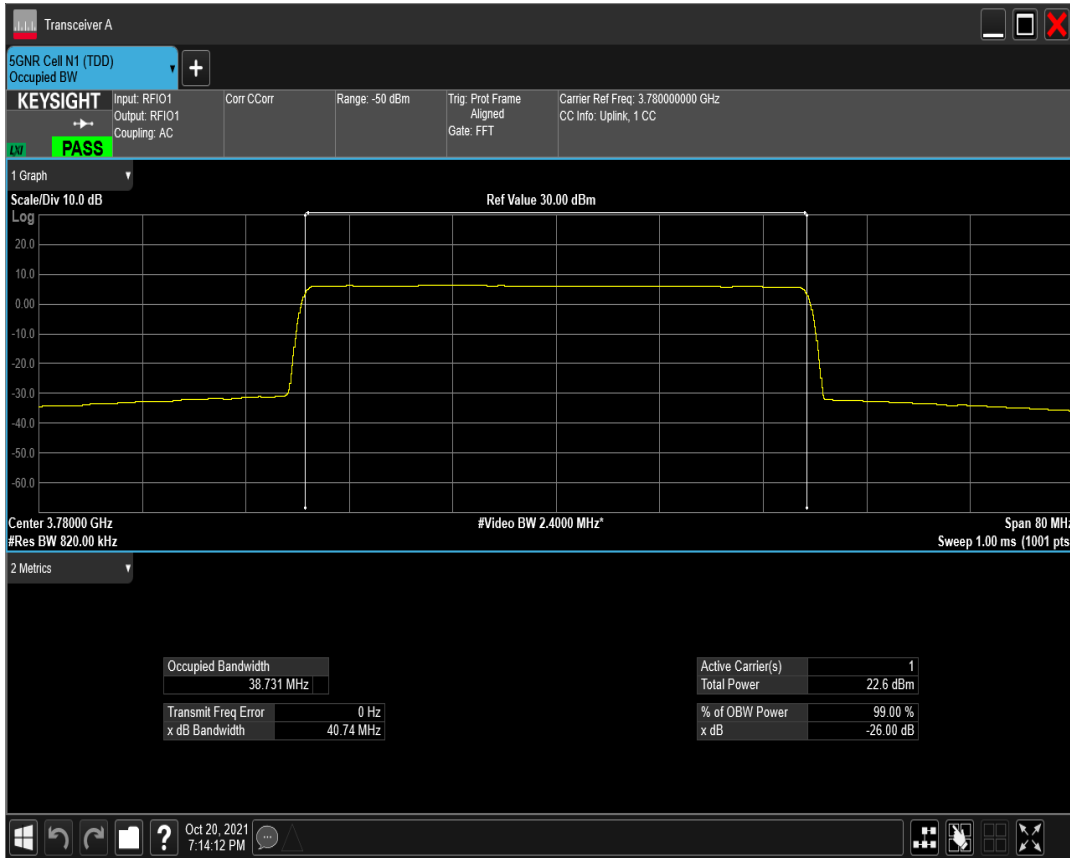 Transceiver A
5GNR Cell N1 (TDD)
Occupied BW
+
KEYSIGHT
LXI
PASS
Input: RFIO1
Output: RFIO1
Coupling: AC
Corr CCorr
Range: -50 dBm
Trig: Prot Frame
Aligned
Gate: FFT
Carrier Ref Freq: 3.780000000 GHz
CC Info: Uplink, 1 CC
1 Graph
Scale/Div 10.0 dB
Ref Value 30.00 dBm
Log
20.0
10.0
0.00
-10.0
-20.0
-30.0
-40.0
-50.0
-60.0
Center 3.78000 GHz
#Video BW 2.4000 MHz*
Span 80 MHz
#Res BW 820.00 kHz
Sweep 1.00 ms (1001 pts
2 Metrics
Occupied Bandwidth
38.731 MHz
Transmit Freq Error 0 Hz
x dB Bandwidth 40.74 MHz
Active Carrier(s) 1
Total Power 22.6 dBm
% of OBW Power 99.00 %
x dB -26.00 dB
?
Oct 20, 2021
7:14:12 PM